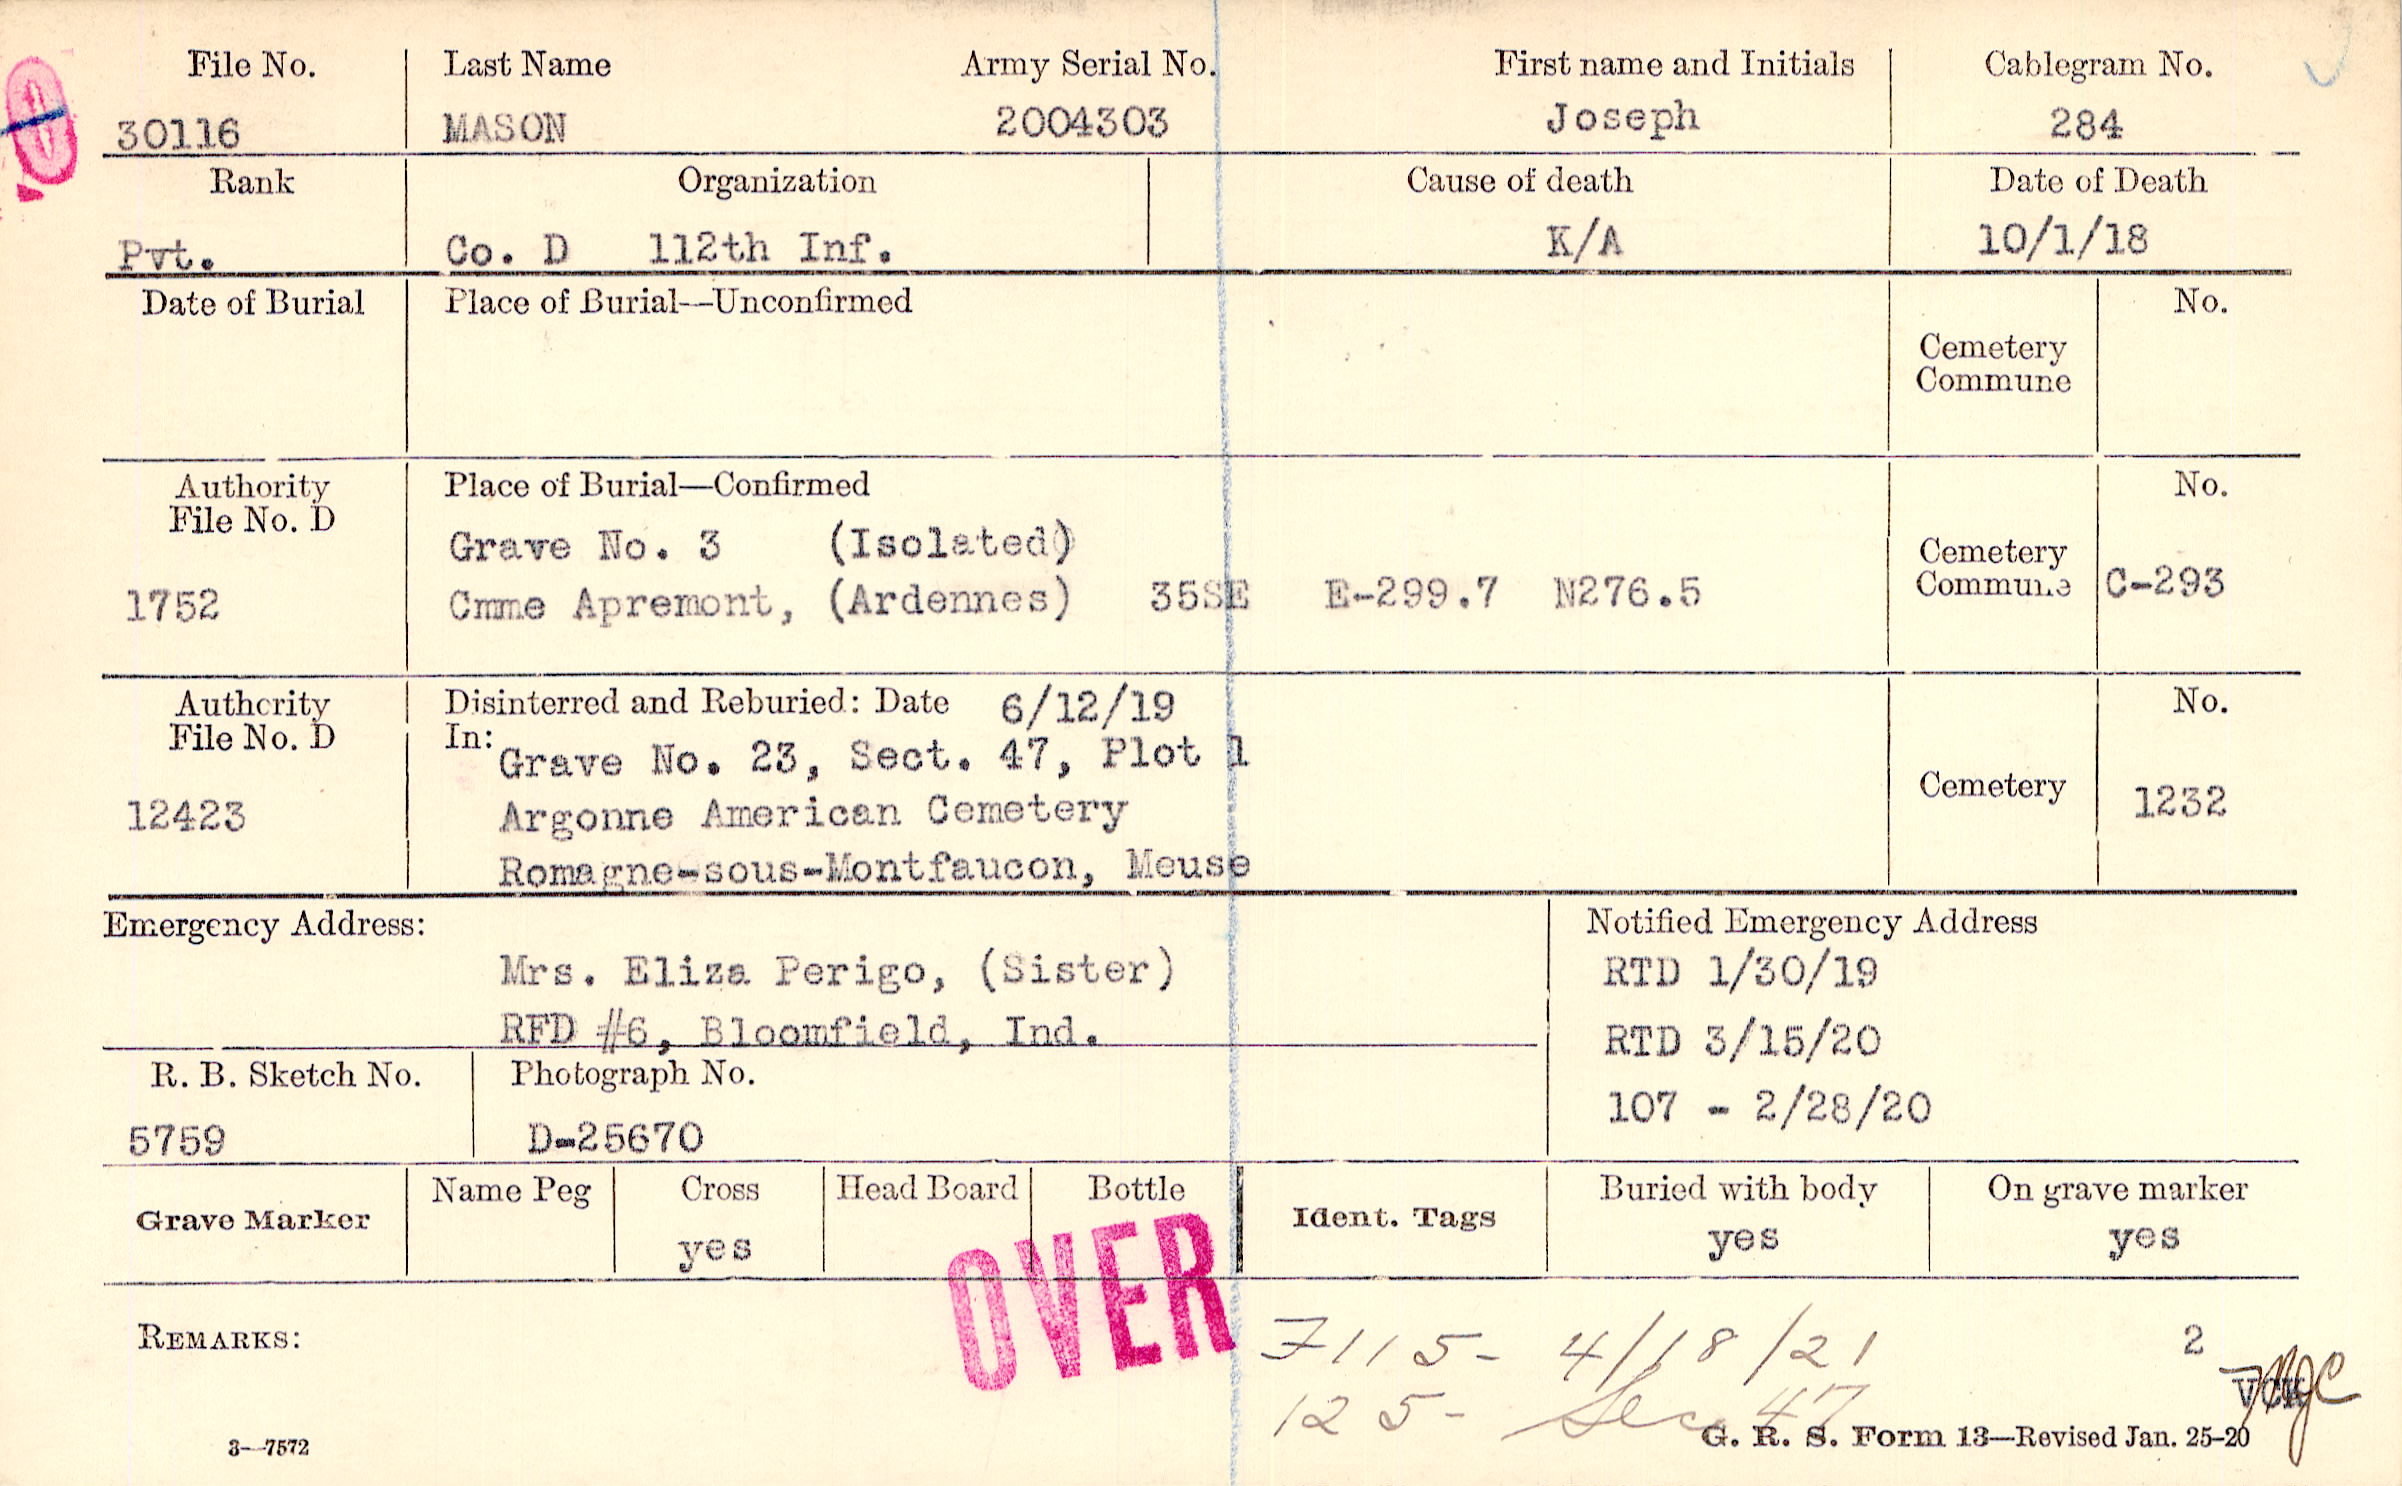 File No. Last Name Army Serial No. First name and Initials Cablegram No.
30116 MASON 2004303 Joseph 284
Rank Organization Cause of death Date of Death
Pvt. Co. D 112th Inf. K/A 10/1/18
Date of Burial Place of Burial—Unconfirmed No.
Cemetery
Commune
Authority Place of Burial—Confirmed No.
File No. D
Grave No. 3 (Isolated)
Cemetery
1752 Cmme Apremont, (Ardennes) 35SE E-299.7 N276.5 Commune C-293
Authority Disinterred and Reburied: Date 6/12/19 No.
File No. D In:
Grave No. 23, Sect. 47, Plot 1
Cemetery 1232
12423 Argonne American Cemetery
Romagne-sous-Montfaucon, Meuse
Emergency Address: Notified Emergency Address
Mrs. Eliza Perigo, (Sister) RTD 1/30/19
RFD #6, Bloomfield, Ind. RTD 3/15/20
R. B. Sketch No. Photograph No.
107 - 2/28/20
5759 D-25670
Name Peg Cross Head Board Bottle Buried with body On grave marker
Grave Marker Ident. Tags
yes yes yes
OVER
REMARKS: 7115- 4/18/21 2
125- Sec 47
3—7572 G. R. S. Form 13—Revised Jan. 25-20